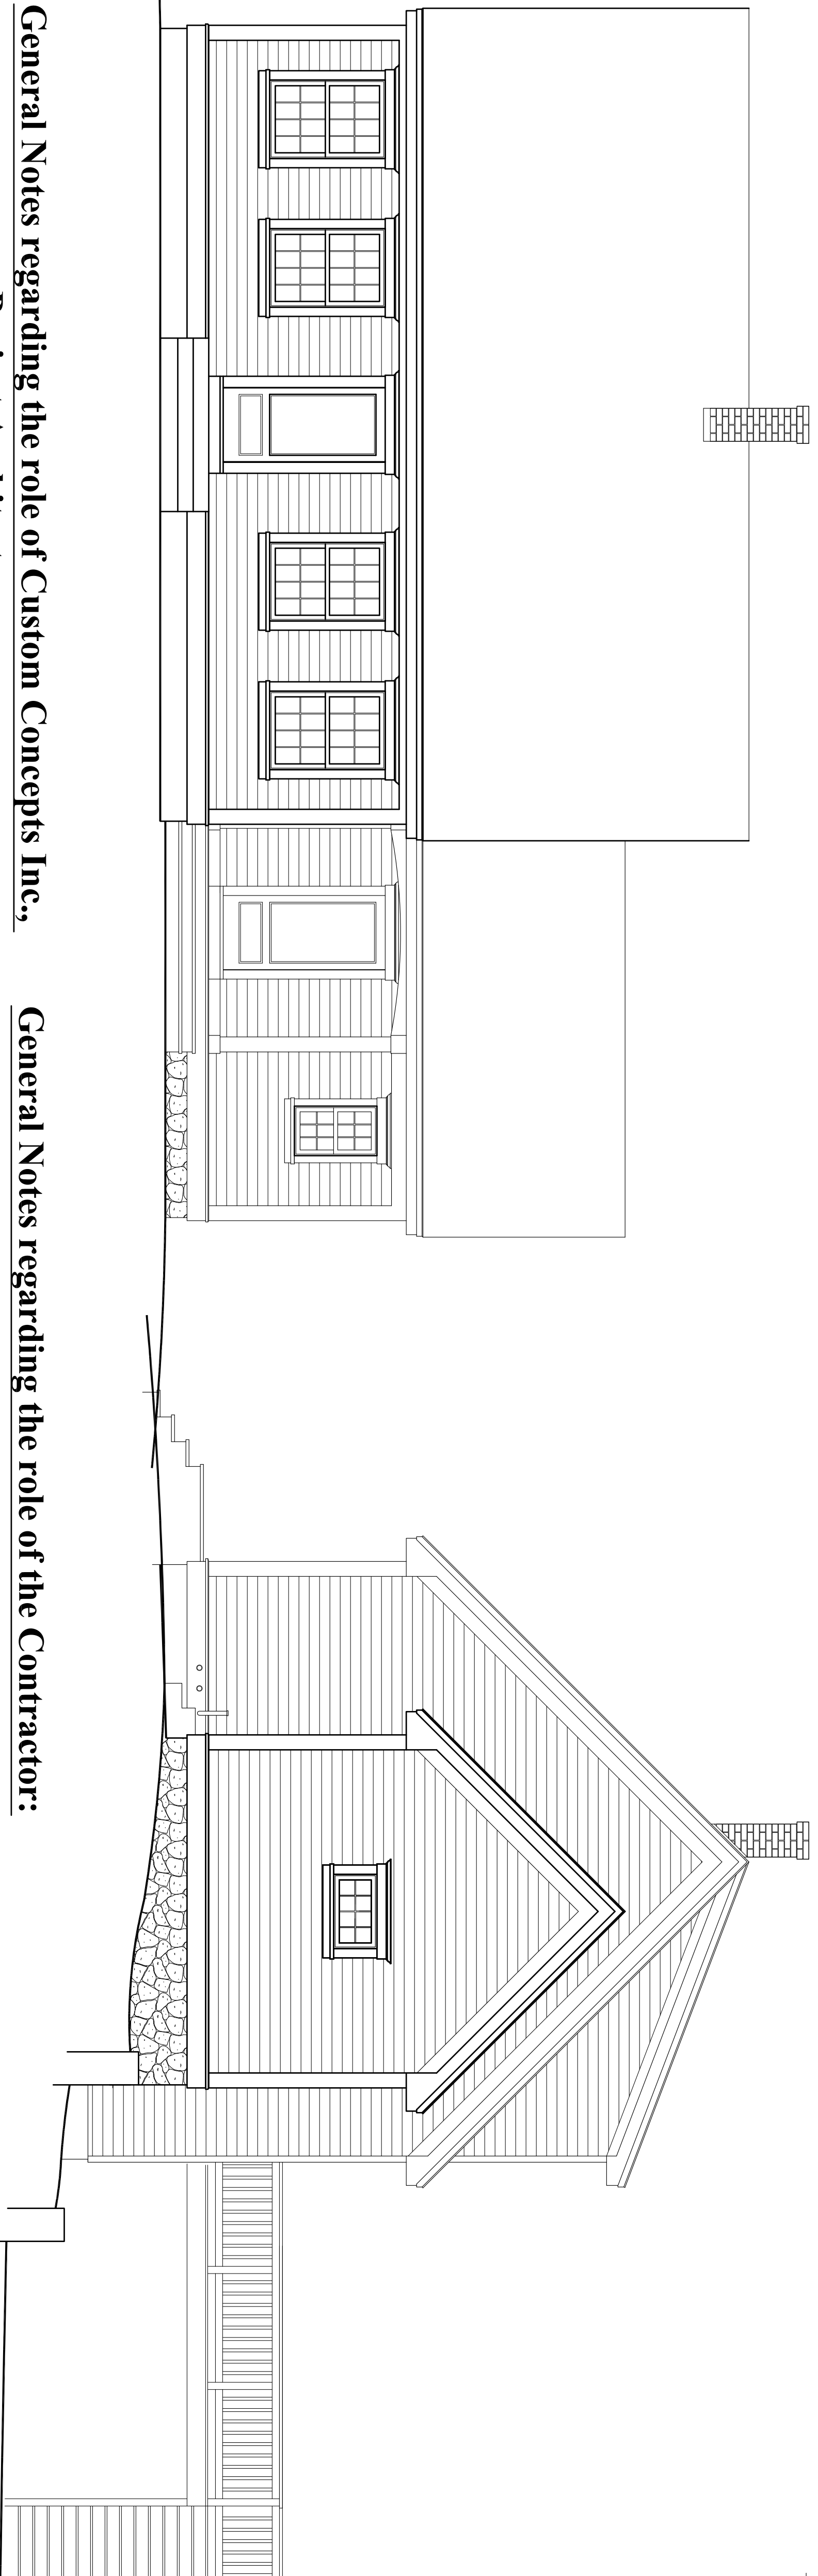 General Notes regarding the role of Custom Concepts Inc.,
General Notes regarding the role of the Contractor: